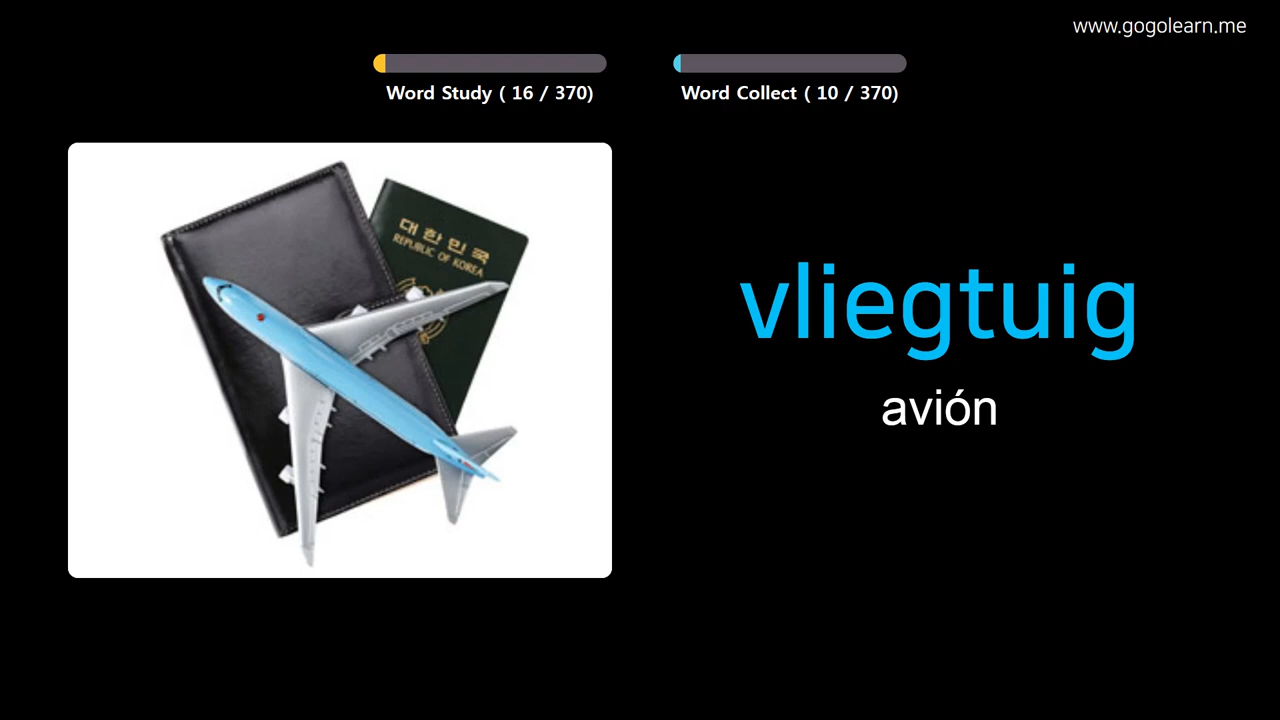 www.gogolearn.me
Word Study ( 16 / 370)
Word Collect ( 10 / 370)
대한민국
REPUBLIC OF KOREA
vliegtuig
avión